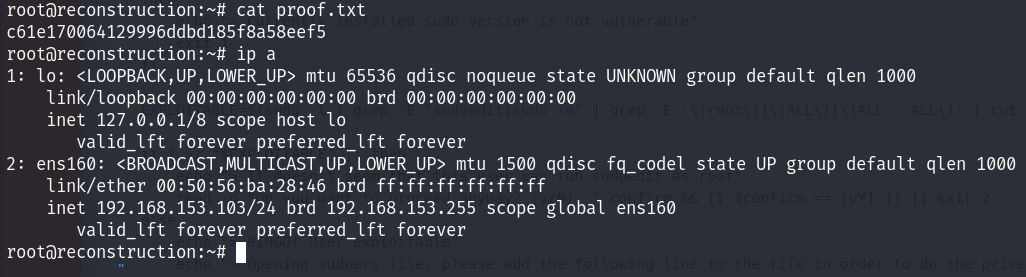 root@reconstruction:~# cat proof.txt
c61e170064129996ddbd185f8a58eef5
root@reconstruction:~# ip a
1: lo: <LOOPBACK,UP,LOWER_UP> mtu 65536 qdisc noqueue state UNKNOWN group default qlen 1000
    link/loopback 00:00:00:00:00:00 brd 00:00:00:00:00:00
    inet 127.0.0.1/8 scope host lo
       valid_lft forever preferred_lft forever
2: ens160: <BROADCAST,MULTICAST,UP,LOWER_UP> mtu 1500 qdisc fq_codel state UP group default qlen 1000
    link/ether 00:50:56:ba:28:46 brd ff:ff:ff:ff:ff:ff
    inet 192.168.153.103/24 brd 192.168.153.255 scope global ens160
       valid_lft forever preferred_lft forever
root@reconstruction:~#